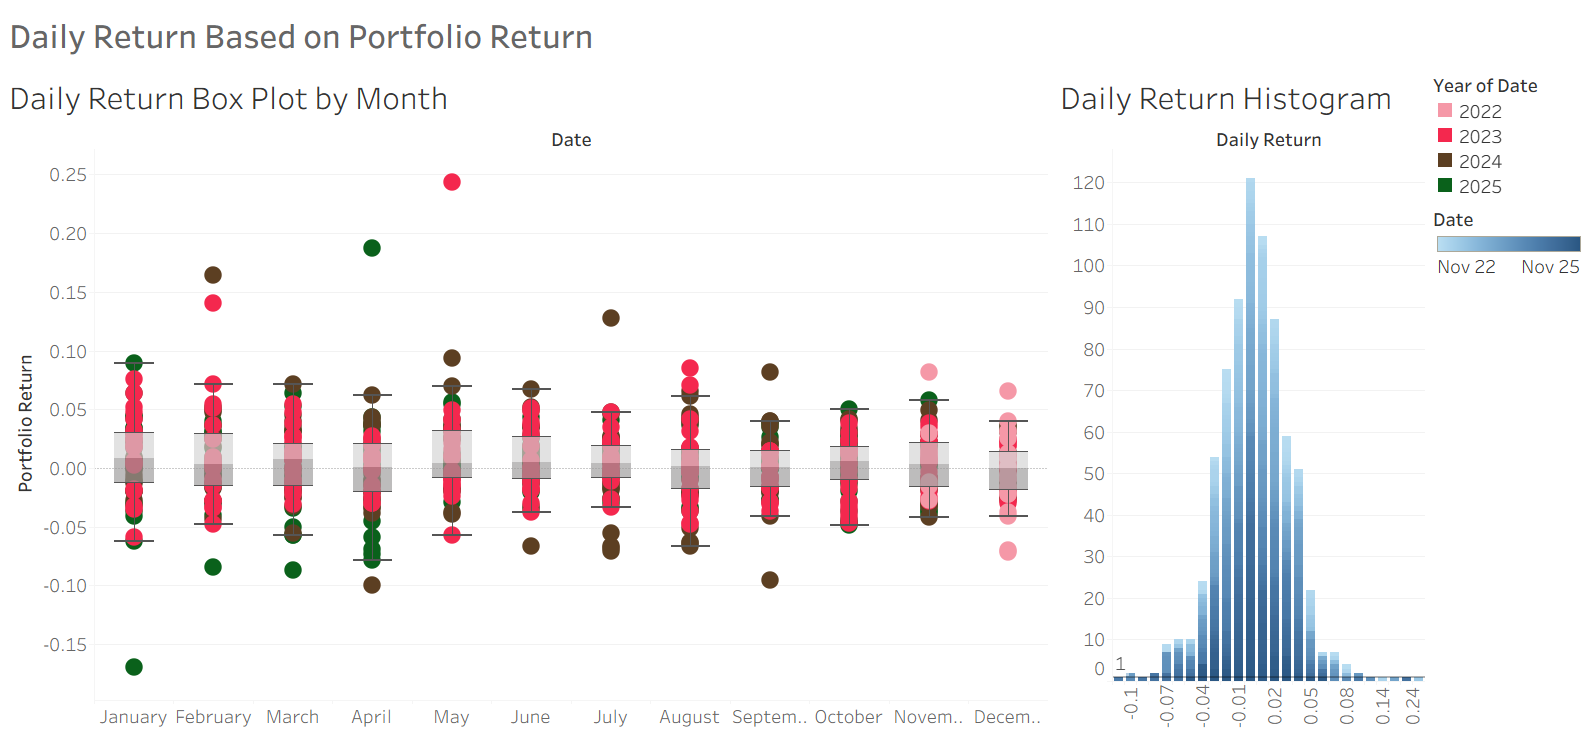 Daily Return Based on Portfolio Return
Daily Return Box Plot by Month
Date
Portfolio Return
0.25
0.20
0.15
0.10
0.05
0.00
-0.05
-0.10
-0.15
January February March April May June July August Septem.. October Novem.. Decem..
Daily Return Histogram
Daily Return
120
110
100
90
80
70
60
50
40
30
20
10
0
1
-0.1 -0.07 -0.04 -0.01 0.02 0.05 0.08 0.14 0.24
Year of Date
2022
2023
2024
2025
Date
Nov 22 Nov 25